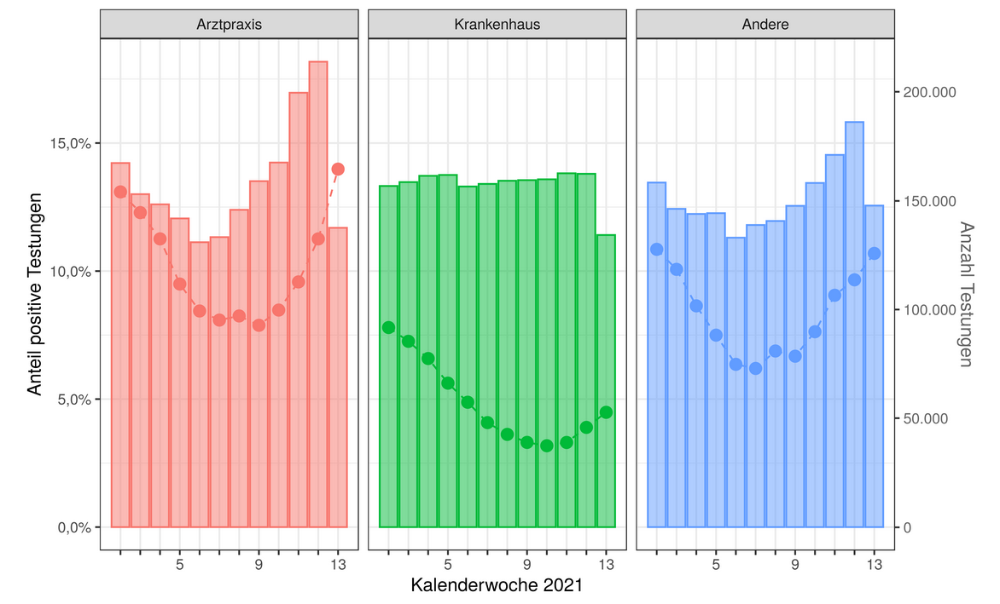 Arztpraxis Krankenhaus Andere
Anteil positive Testungen
15,0%
10,0%
5,0%
0,0%
200.000
150.000
100.000
50.000
0
Anzahl Testungen
5 9 13 5 9 13 5 9 13
Kalenderwoche 2021